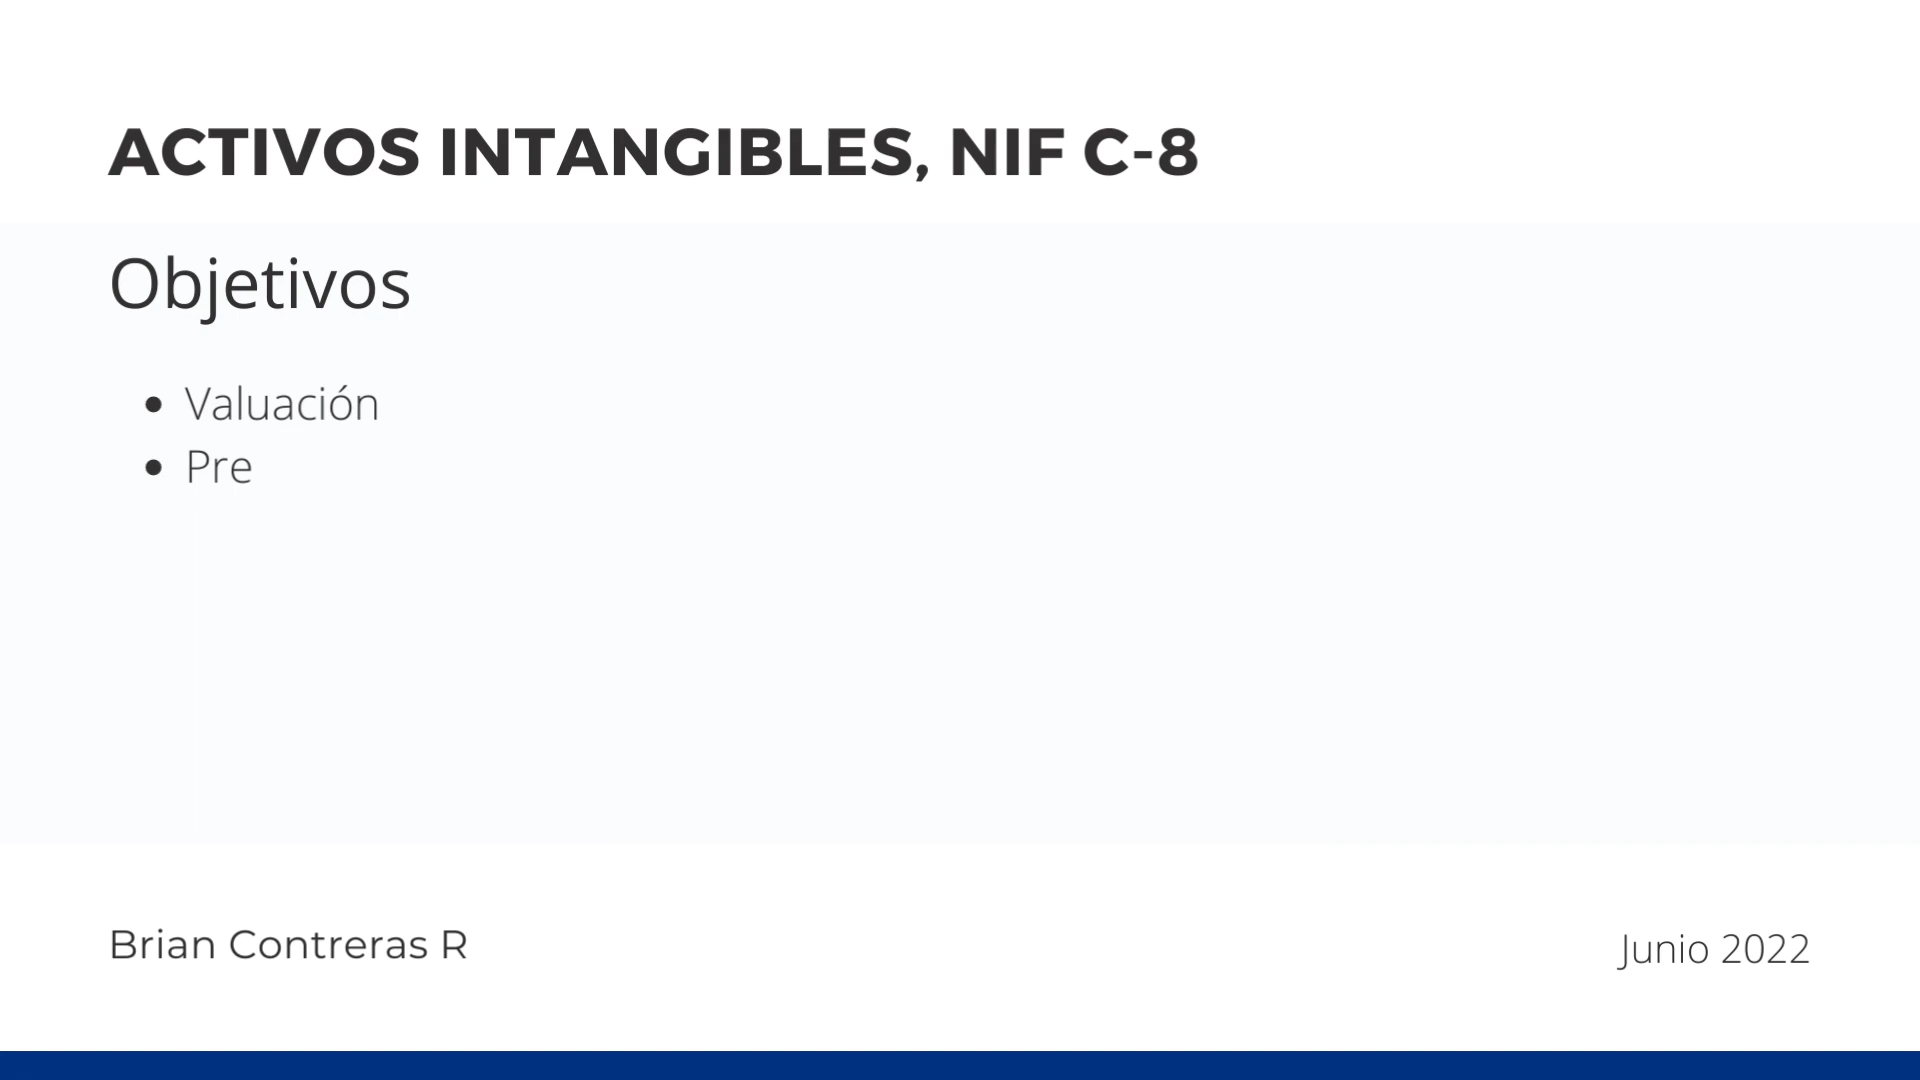 ACTIVOS INTANGIBLES, NIF C-8
Objetivos
• Valuación
• Pre
Brian Contreras R
Junio 2022